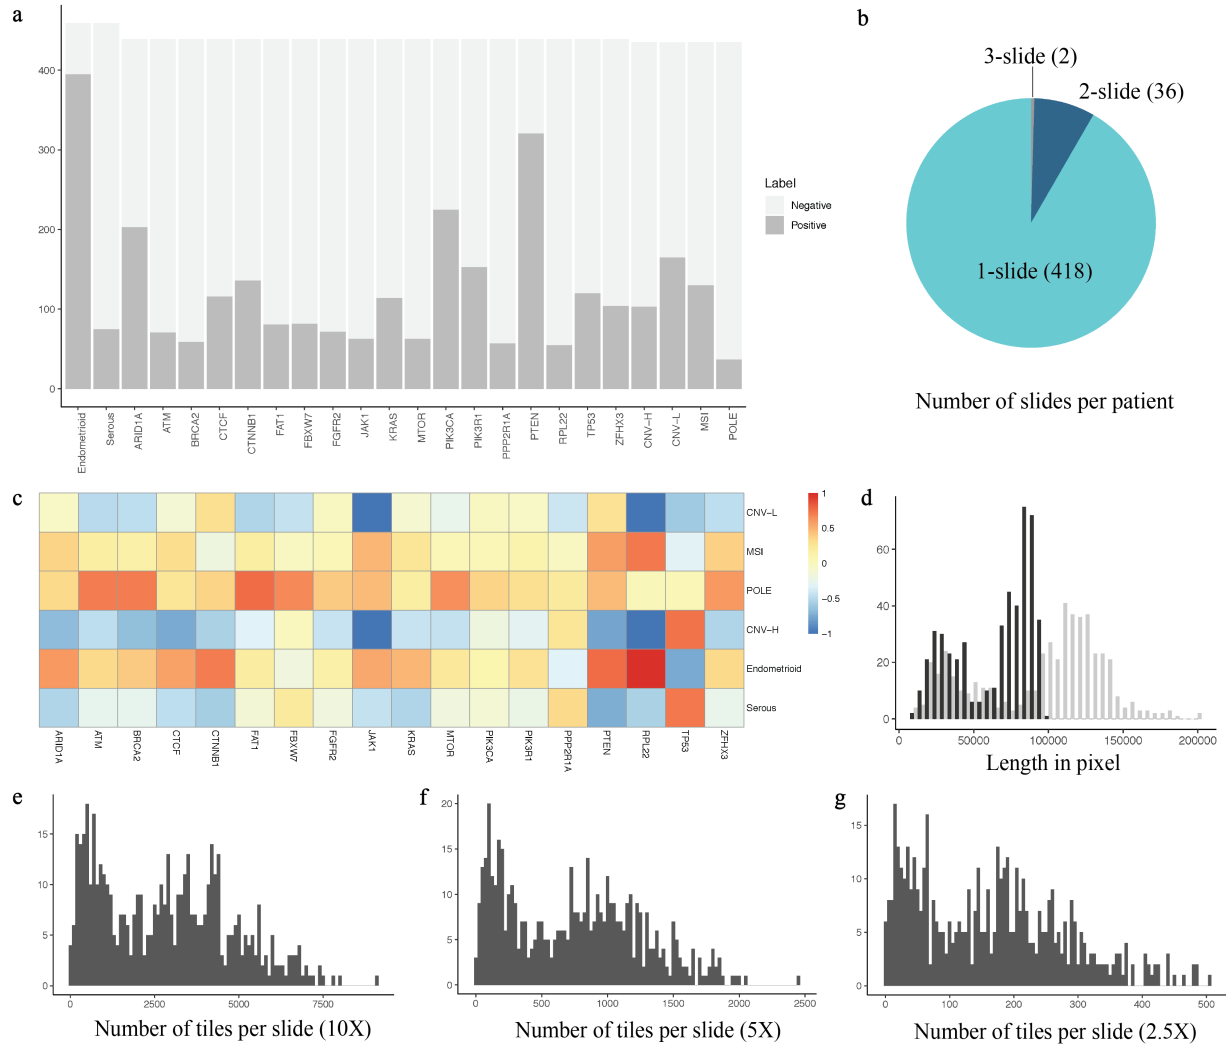 a
400
300
200
100
0
Endometrioid
Serous
ARID1A
ATM
BRCA2
CTCF
CTNNB1
FAT1
FBXW7
FGFR2
JAK1
KRAS
MTOR
PIK3CA
PIK3R1
PPP2R1A
PTEN
RPL22
TP53
ZFHX3
CNV-H
CNV-L
MSI
POLE
Label
Negative
Positive
b
3-slide (2)
2-slide (36)
1-slide (418)
Number of slides per patient
c
CNV-L
MSI
POLE
CNV-H
Endometrioid
Serous
ARID1A
ATM
BRCA2
CTCF
CTNNB1
FAT1
FBXW7
FGFR2
JAK1
KRAS
MTOR
PIK3CA
PIK3R1
PPP2R1A
PTEN
RPL22
TP53
ZFHX3
1
0.5
0
-0.5
-1
d
60
40
20
0
0 50000 100000 150000 200000
Length in pixel
e
15
10
5
0
0 2500 5000 7500
Number of tiles per slide (10X)
f
20
15
10
5
0
0 500 1000 1500 2000 2500
Number of tiles per slide (5X)
g
15
10
5
0
0 100 200 300 400 500
Number of tiles per slide (2.5X)